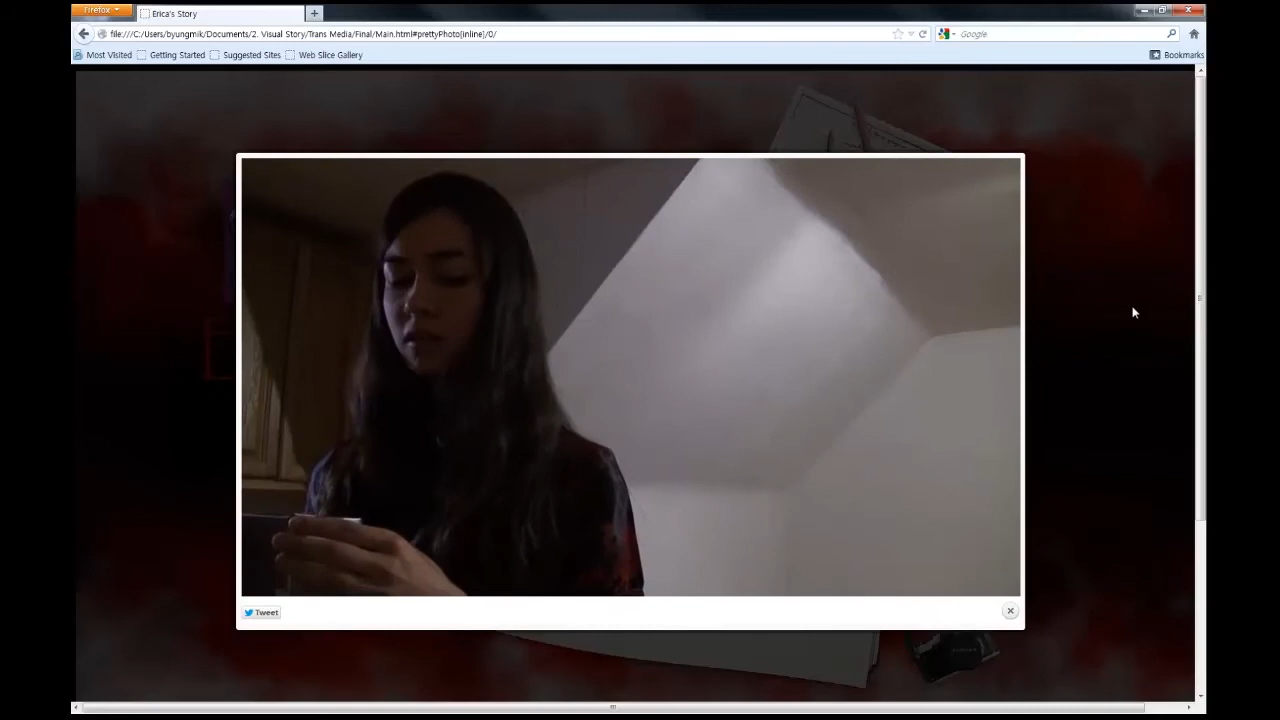 Firefox
Erica's Story
file:///C:/Users/byungmik/Documents/2. Visual Story/Trans Media/Final/Main.html#prettyPhoto[inline]/0/
Google
Most Visited
Getting Started
Suggested Sites
Web Slice Gallery
Bookmarks
Tweet